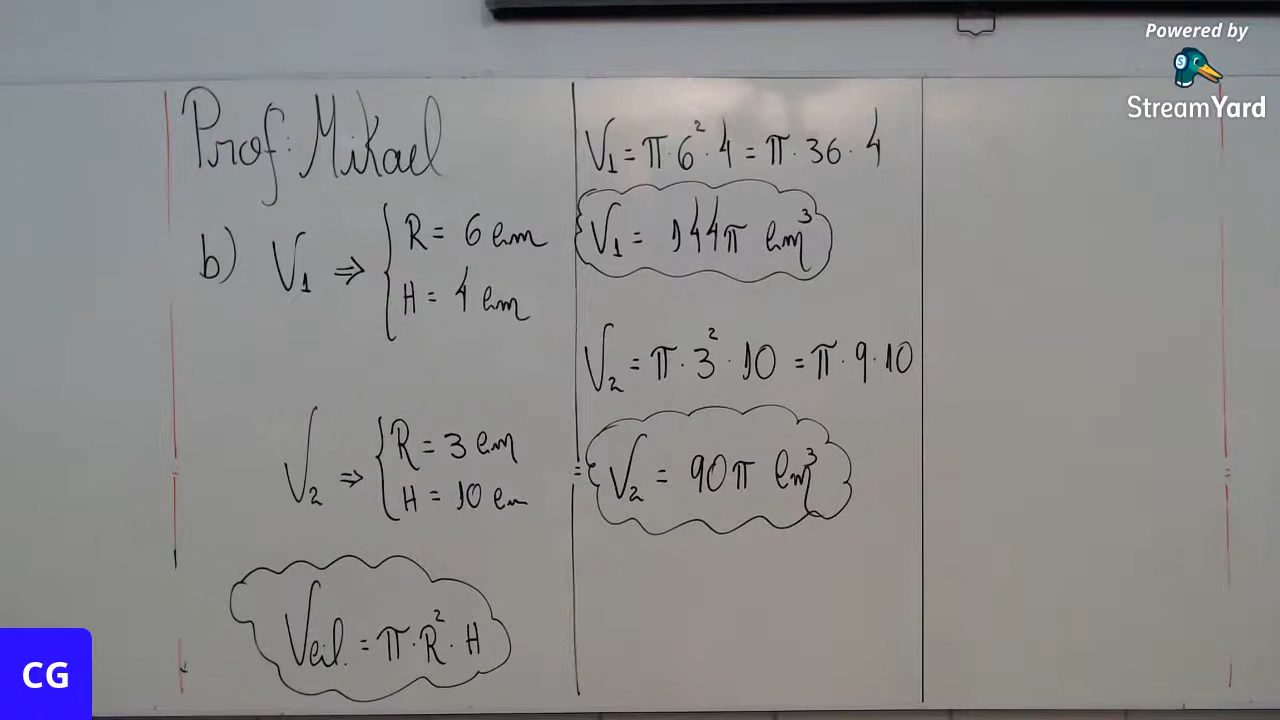 Powered by
StreamYard
Prof: Mikael
b) V₁ ⇒ { R = 6 cm
H = 4 cm
V₂ ⇒ { R = 3 cm
H = 10 cm
Vcil. = π·R²·H
V₁ = π·6²·4 = π·36·4
V₁ = 144π cm³
V₂ = π·3²·10 = π·9·10
V₂ = 90π cm³
CG